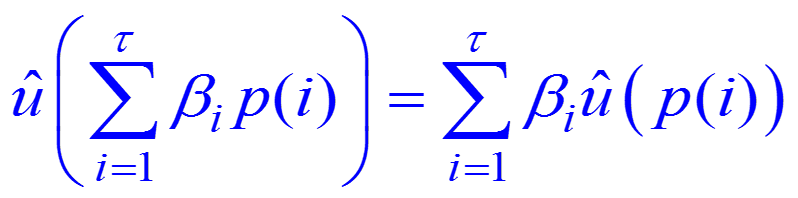 û(∑_{i=1}^{τ} β_i p(i)) = ∑_{i=1}^{τ} β_i û(p(i))